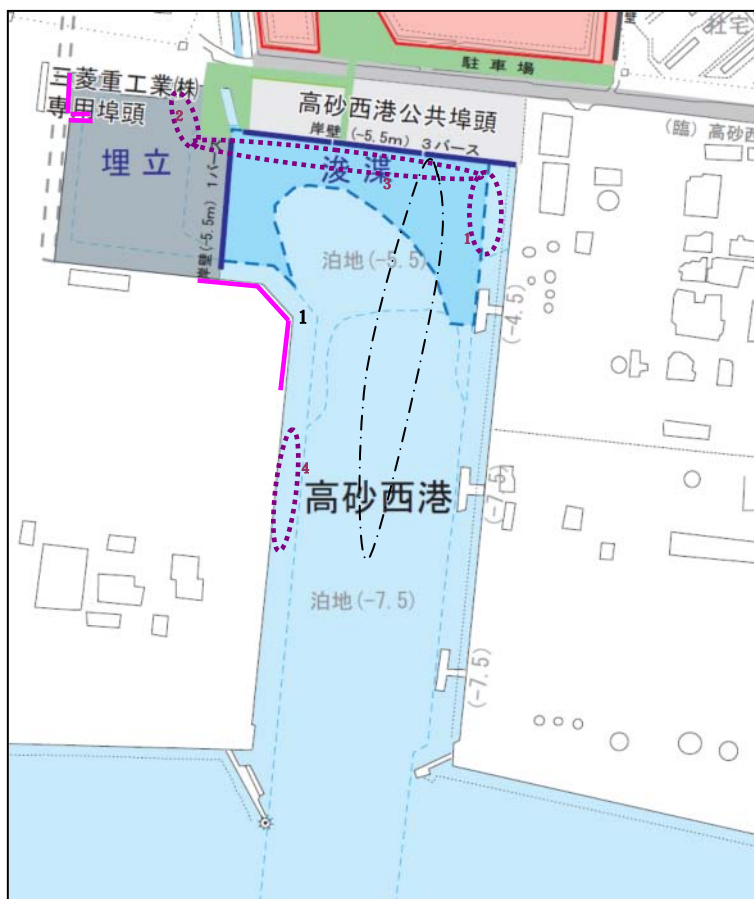 社宅
駐車場
三菱重工業㈱
専用埠頭
2
高砂西港公共埠頭
岸壁(-5.5m) 3バース
(臨)高砂西
埋立
岸壁(-5.5m) 1バース
浚渫
3
1
泊地(-5.5)
(-4.5)
1
4
高砂西港
(-7.5)
泊地(-7.5)
(-7.5)